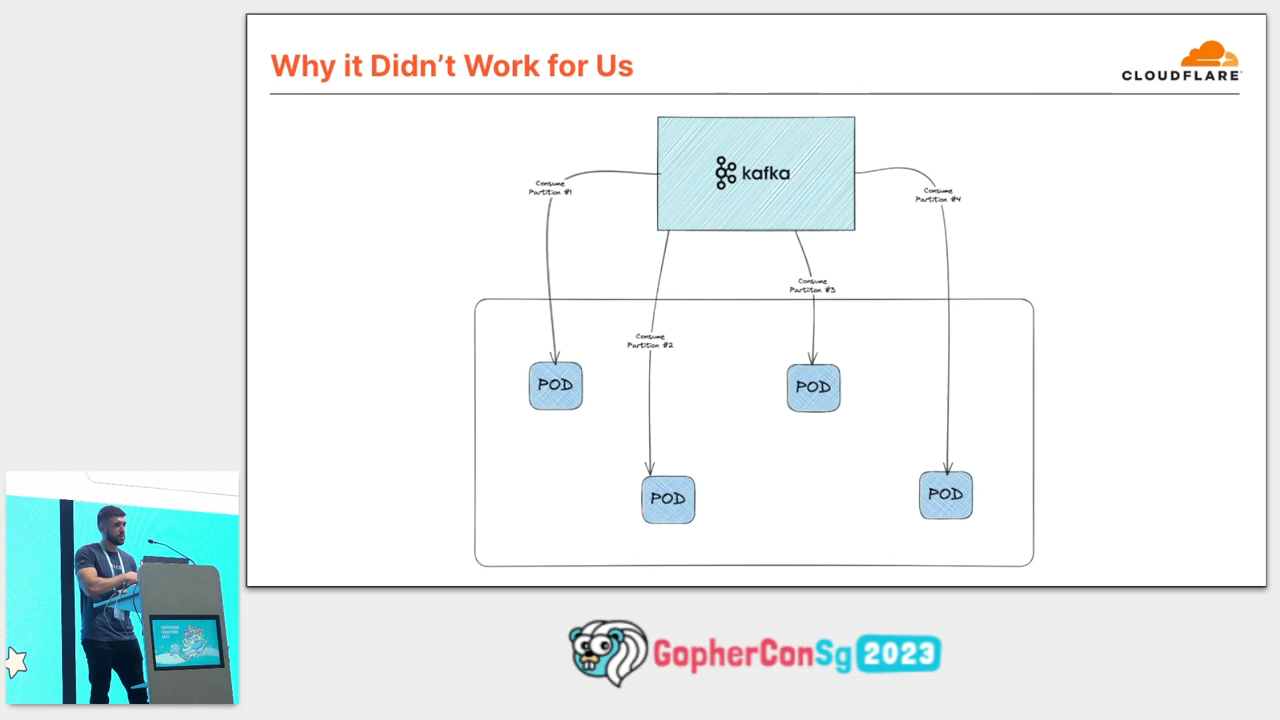 Why it Didn't Work for Us
CLOUDFLARE
kafka
Consume
Partition #1
Consume
Partition #4
Consume
Partiiton #3
Consume
Partition #2
POD
POD
POD
POD
GopherConSg 2023